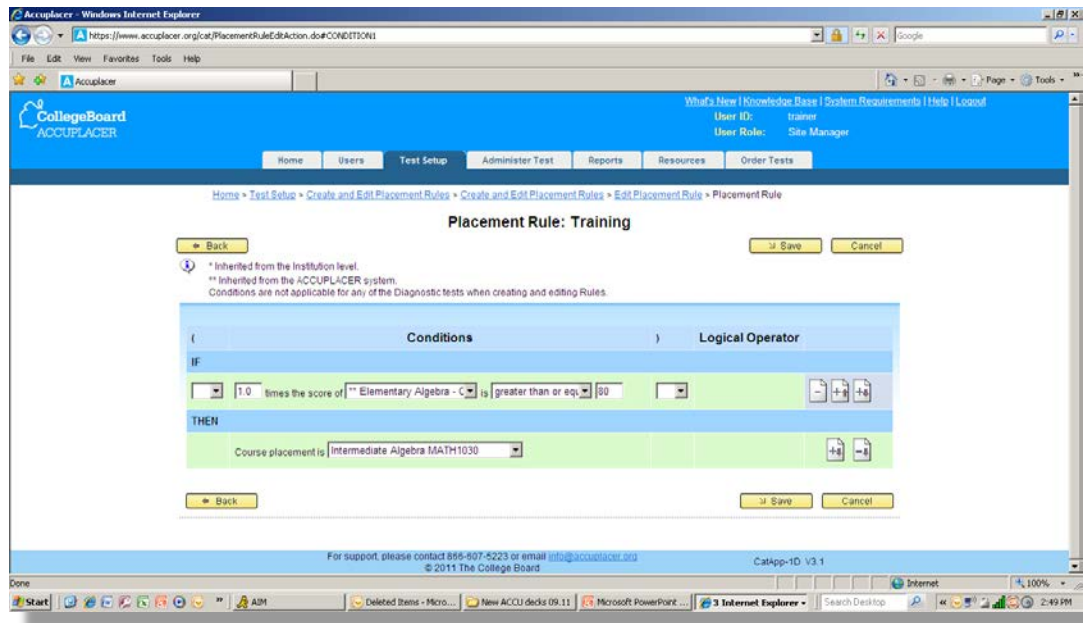 Accuplacer - Windows Internet Explorer
https://www.accuplacer.org/cat/PlacementRuleEditAction.do#CONDITION1
Google
File Edit View Favorites Tools Help
Accuplacer
Page Tools
What's New | Knowledge Base | System Requirements | Help | Logout
CollegeBoard
ACCUPLACER
User ID: trainer
User Role: Site Manager
Home Users Test Setup Administer Test Reports Resources Order Tests
Home » Test Setup » Create and Edit Placement Rules » Create and Edit Placement Rules » Edit Placement Rule » Placement Rule
Placement Rule: Training
Back Save Cancel
* Inherited from the Institution level.
** Inherited from the ACCUPLACER system.
Conditions are not applicable for any of the Diagnostic tests when creating and editing Rules.
( Conditions ) Logical Operator
IF
1.0 times the score of ** Elementary Algebra - C is greater than or equ 80
THEN
Course placement is Intermediate Algebra MATH1030
Back Save Cancel
For support, please contact 866-607-5223 or email info@accuplacer.org
© 2011 The College Board
CatApp-1D V3.1
Done Internet 100%
Start AIM Deleted Items - Micro... New ACCU decks 09.11 Microsoft PowerPoint ... 3 Internet Explorer Search Desktop 2:49 PM